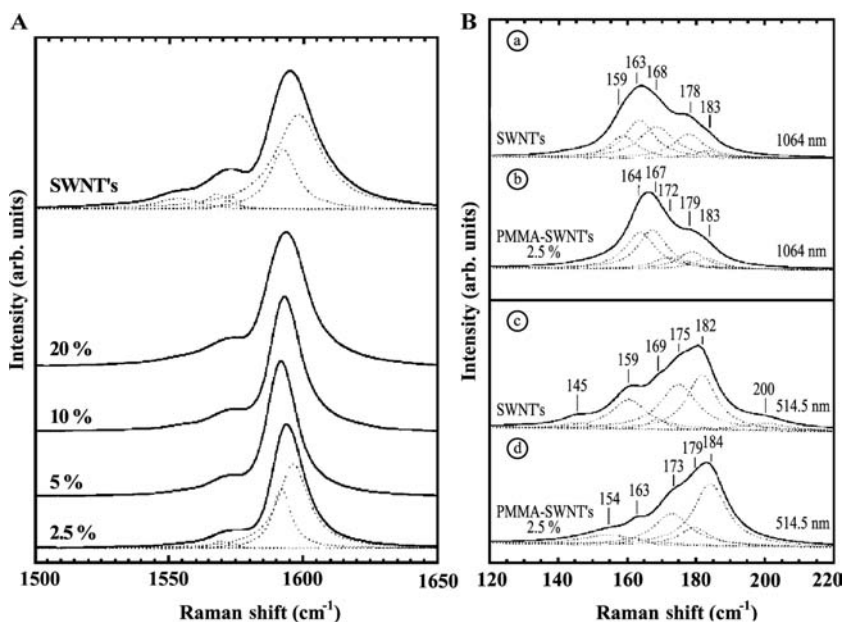 A
SWNT's
20 %
10 %
5 %
2.5 %
Intensity (arb. units)
1500 1550 1600 1650
Raman shift (cm-1)
B
a
159 163 168 178 183
SWNT's 1064 nm
b
164 167 172 179 183
PMMA-SWNT's
2.5 %
1064 nm
c
145 159 169 175 182 200
SWNT's 514.5 nm
d
154 163 173 179 184
PMMA-SWNT's
2.5 %
514.5 nm
Intensity (arb. units)
120 140 160 180 200 220
Raman shift (cm-1)